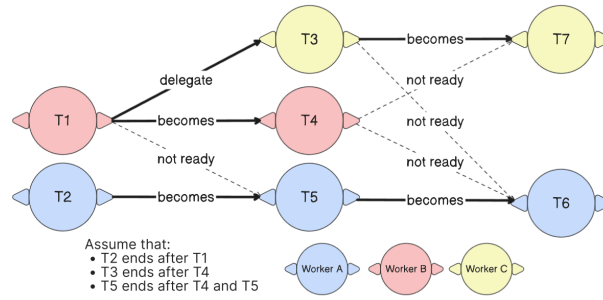 T3
becomes
T7
delegate
not ready
T1
becomes
T4
not ready
not ready
not ready
T2
becomes
T5
becomes
T6
Assume that:
• T2 ends after T1
• T3 ends after T4
• T5 ends after T4 and T5
Worker A
Worker B
Worker C